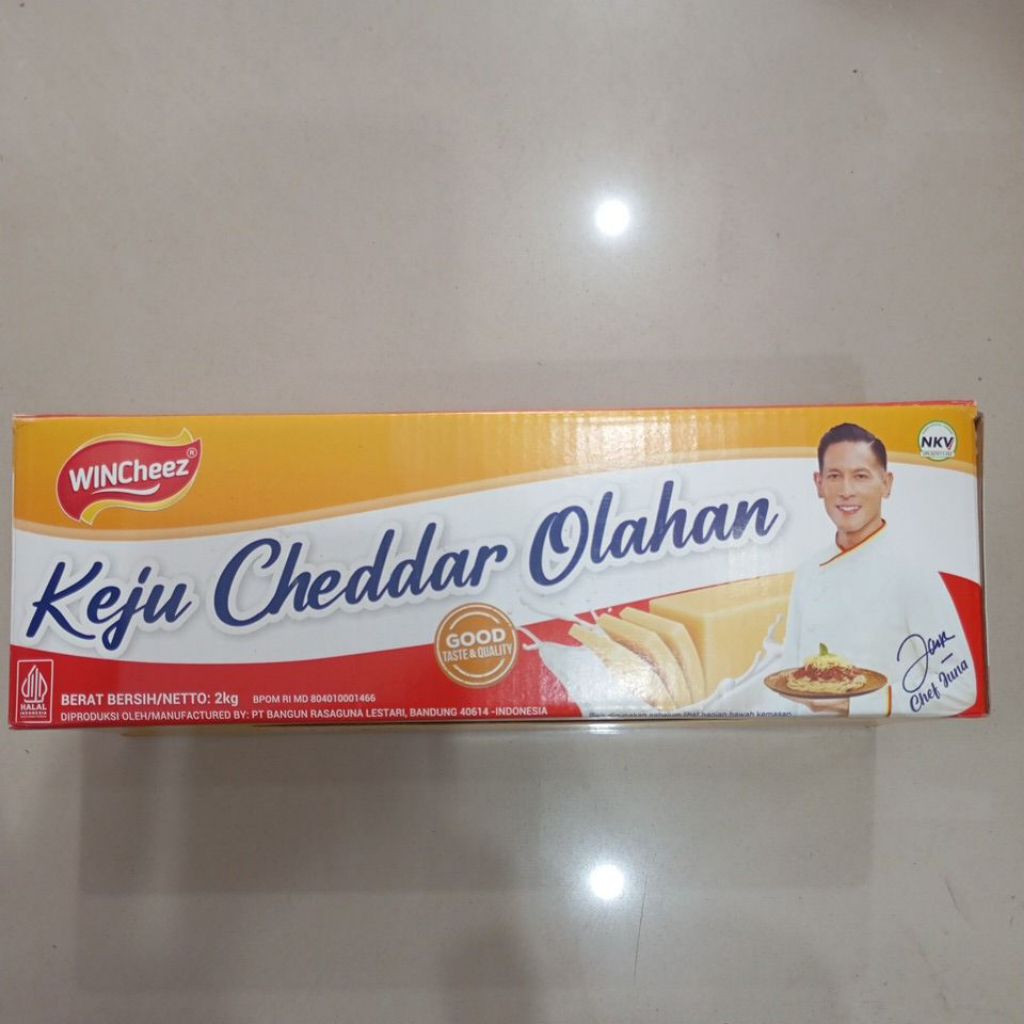 WINCheez®
NKV
Keju Cheddar Olahan
GOOD
TASTE & QUALITY
HALAL
INDONESIA
BERAT BERSIH/NETTO: 2kg BPOM RI MD 804010001466
DIPRODUKSI OLEH/MANUFACTURED BY: PT BANGUN RASAGUNA LESTARI, BANDUNG 40614 -INDONESIA
Chef Juna